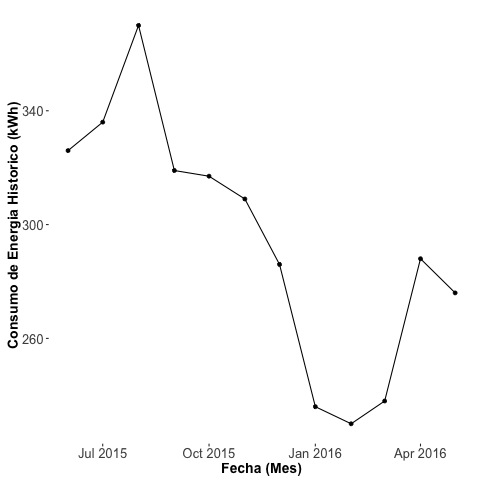 Consumo de Energia Historico (kWh)
340
300
260
Jul 2015
Oct 2015
Jan 2016
Apr 2016
Fecha (Mes)